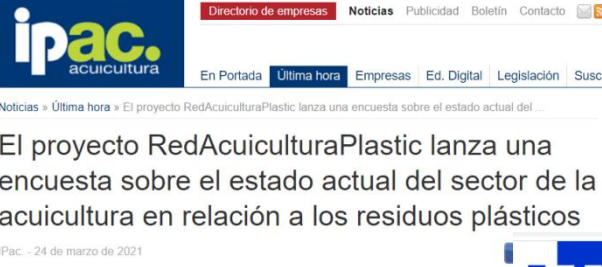 Directorio de empresas Noticias Publicidad Boletín Contacto
ipac.
acuicultura
En Portada Última hora Empresas Ed. Digital Legislación Susc
Noticias » Última hora » El proyecto RedAcuiculturaPlastic lanza una encuesta sobre el estado actual del ...
El proyecto RedAcuiculturaPlastic lanza una
encuesta sobre el estado actual del sector de la
acuicultura en relación a los residuos plásticos
iPac. - 24 de marzo de 2021